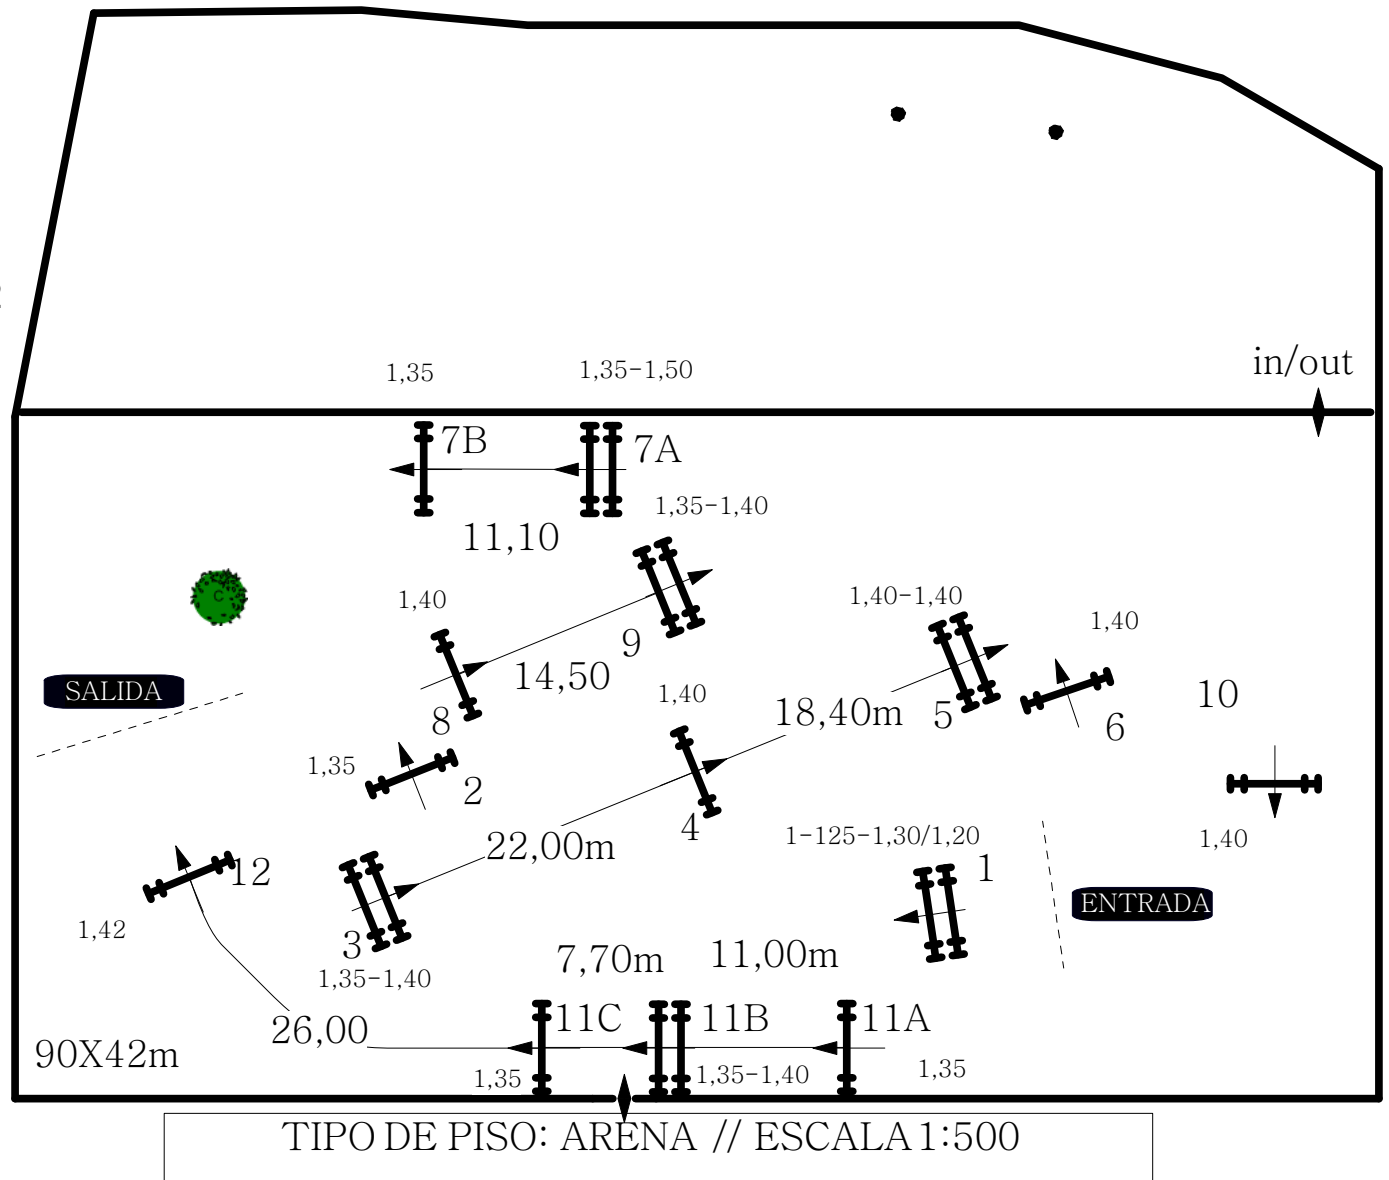 1,35
1,35-1,50
in/out
7B
7A
1,35-1,40
11,10
1,40
9
1,40-1,40
1,40
14,50
SALIDA
1,40
10
8
18,40m
5
6
1,35
2
4
1,40
22,00m
1-125-1,30/1,20
12
1
ENTRADA
1,42
3
7,70m
11,00m
1,35-1,40
11C
11B
11A
26,00
90X42m
1,35
1,35-1,40
1,35
TIPO DE PISO: ARENA // ESCALA 1:500
C